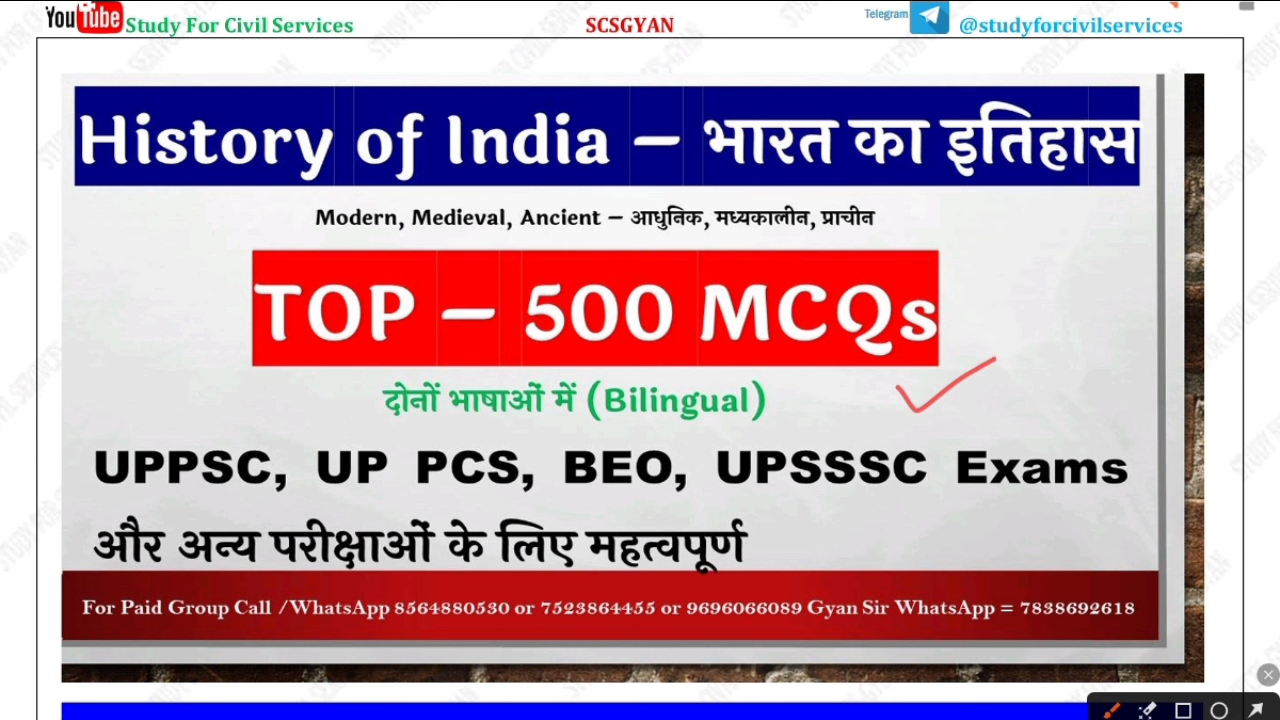 YouTube Study For Civil Services SCSGYAN Telegram @studyforcivilservices
History of India – भारत का इतिहास
Modern, Medieval, Ancient – आधुनिक, मध्यकालीन, प्राचीन
TOP – 500 MCQs
दोनों भाषाओं में (Bilingual)
UPPSC, UP PCS, BEO, UPSSSC Exams
और अन्य परीक्षाओं के लिए महत्वपूर्ण
For Paid Group Call /WhatsApp 8564880530 or 7523864455 or 9696066089 Gyan Sir WhatsApp = 7838692618